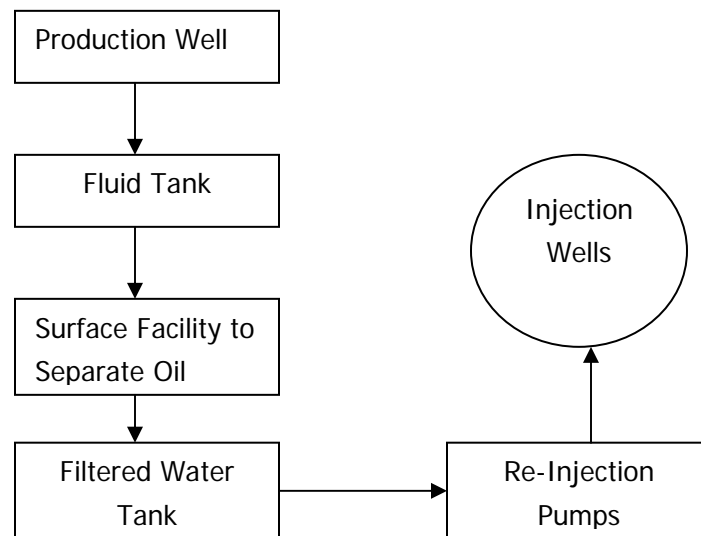 Production Well
Fluid Tank
Surface Facility to
Separate Oil
Filtered Water
Tank
Re-Injection
Pumps
Injection
Wells